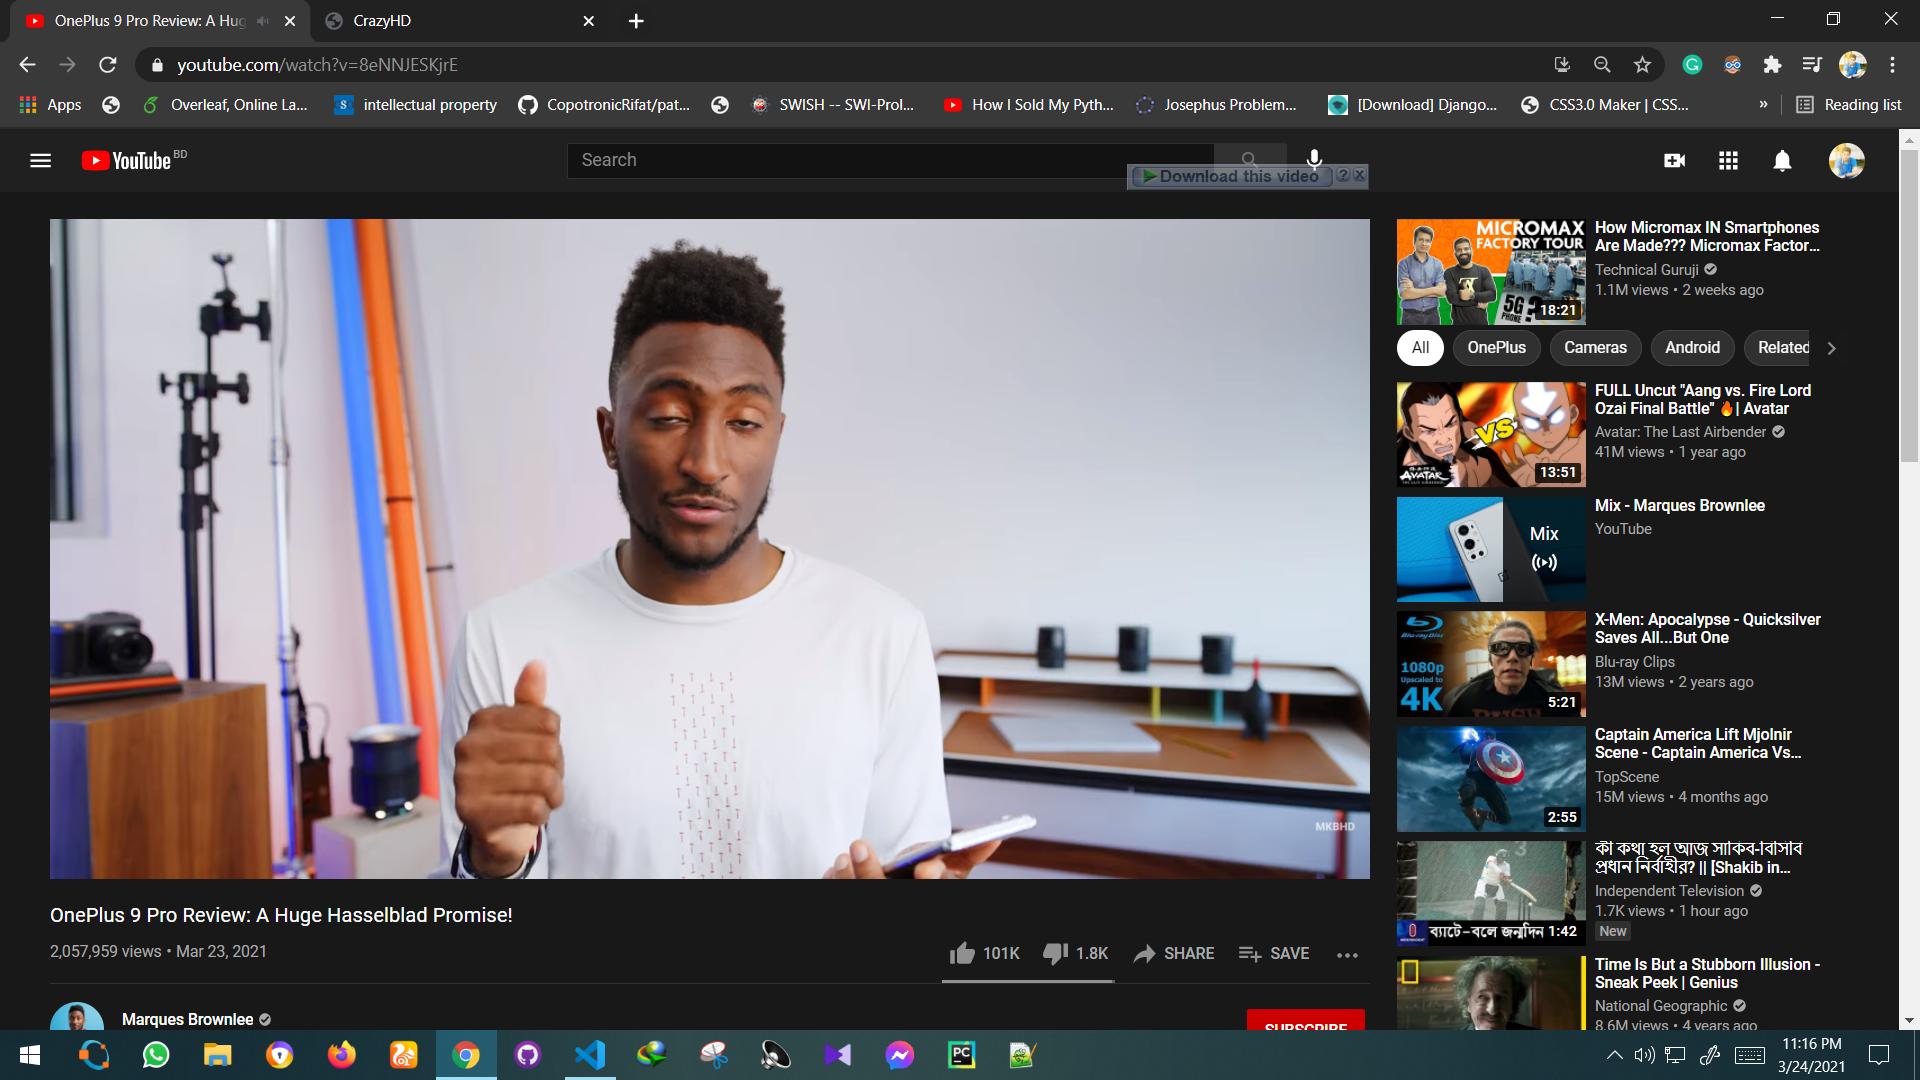 OnePlus 9 Pro Review: A Hug
CrazyHD
youtube.com/watch?v=8eNNJESKjrE
Apps
Overleaf, Online La...
intellectual property
CopotronicRifat/pat...
SWISH -- SWI-Prol...
How I Sold My Pyth...
Josephus Problem...
[Download] Django...
CSS3.0 Maker | CSS...
»
Reading list
YouTube BD
Search
Download this video
MKBHD
OnePlus 9 Pro Review: A Huge Hasselblad Promise!
2,057,959 views • Mar 23, 2021
101K
1.8K
SHARE
SAVE
Marques Brownlee
SUBSCRIBE
MICROMAX
FACTORY TOUR
5G ?
PHONE
18:21
How Micromax IN Smartphones
Are Made??? Micromax Factor...
Technical Guruji
1.1M views • 2 weeks ago
All
OnePlus
Cameras
Android
Related
VS
AVATAR
13:51
FULL Uncut "Aang vs. Fire Lord
Ozai Final Battle" 🔥| Avatar
Avatar: The Last Airbender
41M views • 1 year ago
Mix
Mix - Marques Brownlee
YouTube
Blu-ray Disc
1080p
Upscaled to
4K
RUSH
5:21
X-Men: Apocalypse - Quicksilver
Saves All...But One
Blu-ray Clips
13M views • 2 years ago
2:55
Captain America Lift Mjolnir
Scene - Captain America Vs...
TopScene
15M views • 4 months ago
3
ব্যাটে-বলে জন্মদিন
1:42
কী কথা হল আজ সাকিব-বিসিবি
প্রধান নির্বাহীর? || [Shakib in...
Independent Television
1.7K views • 1 hour ago
New
Time Is But a Stubborn Illusion -
Sneak Peek | Genius
National Geographic
8.6M views • 4 years ago
PC
11:16 PM
3/24/2021